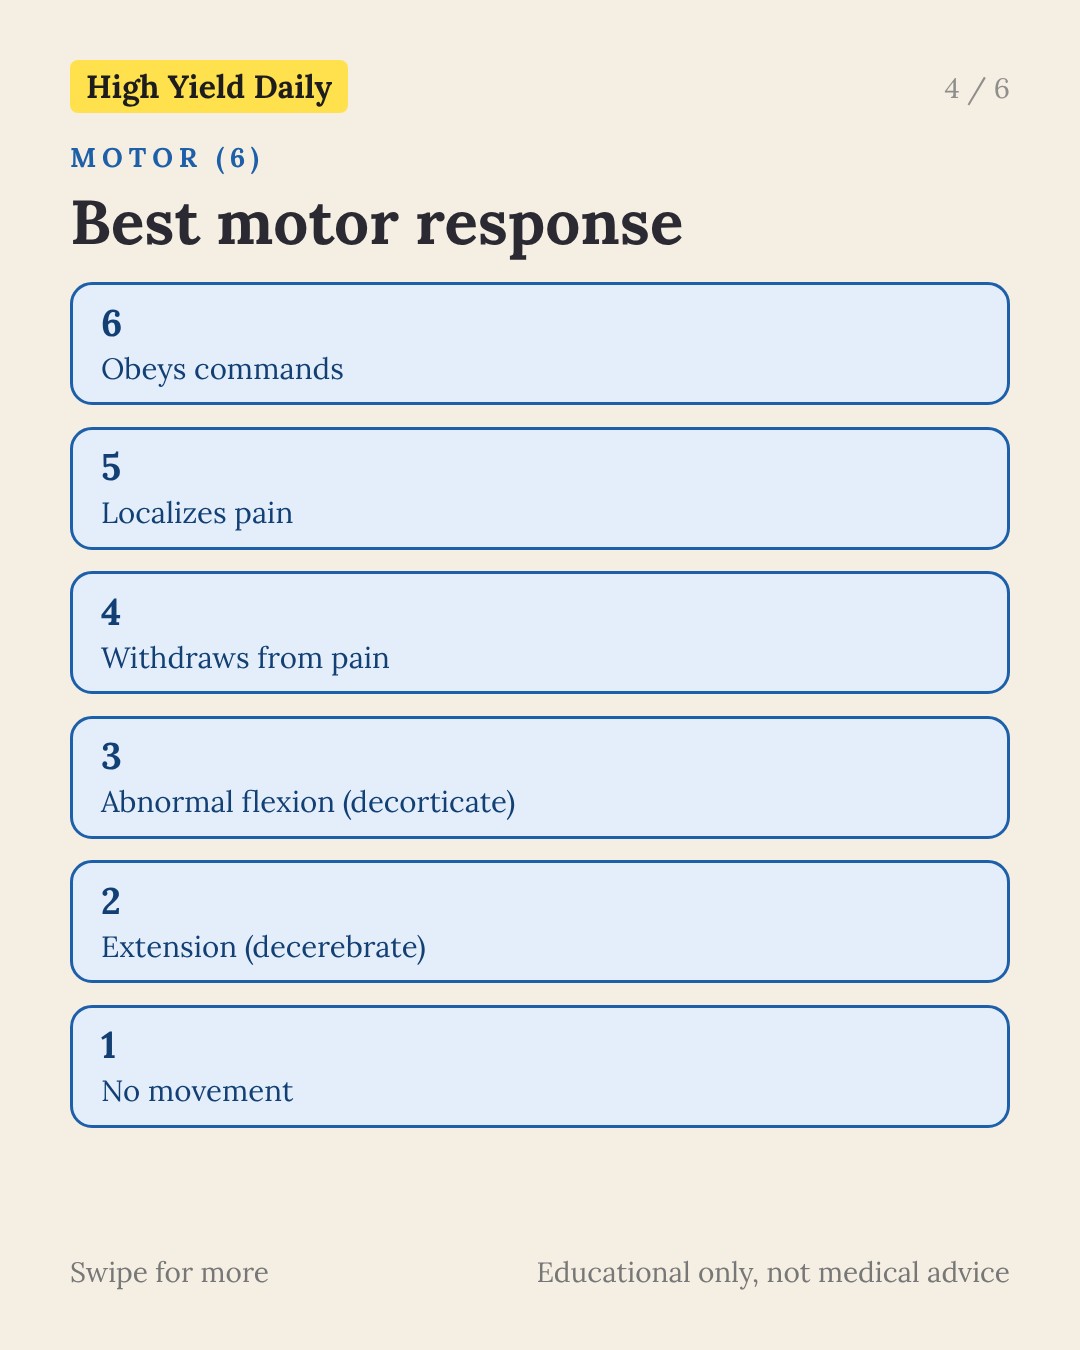 High Yield Daily
4 / 6
MOTOR (6)
Best motor response
6
Obeys commands
5
Localizes pain
4
Withdraws from pain
3
Abnormal flexion (decorticate)
2
Extension (decerebrate)
1
No movement
Swipe for more
Educational only, not medical advice